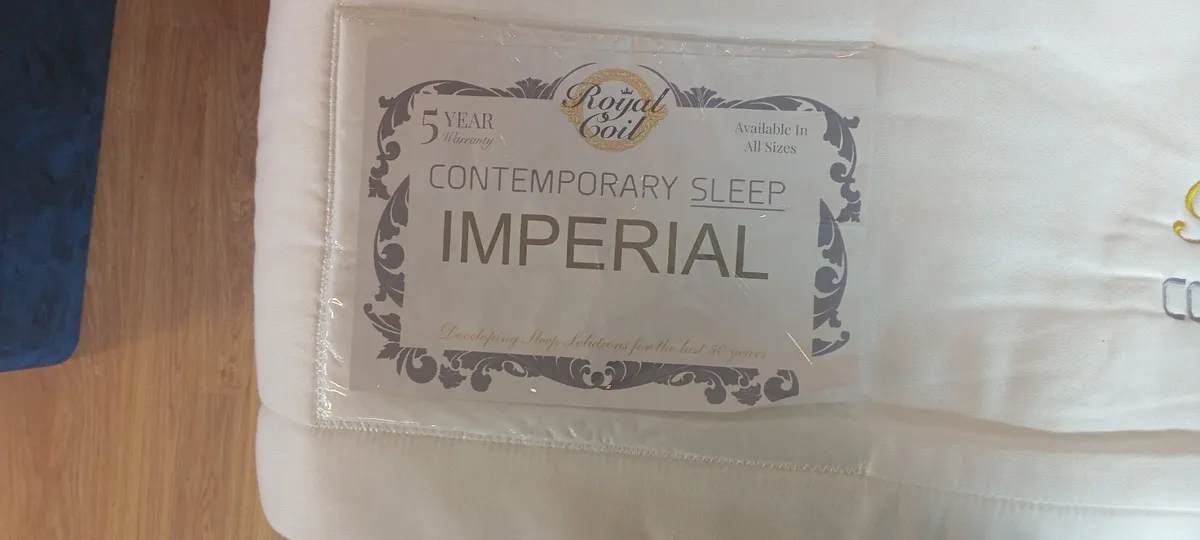 Royal
Coil
5 YEAR
Warranty
Available In
All Sizes
CONTEMPORARY SLEEP
IMPERIAL
Developing Sleep Solutions for the last 50 years